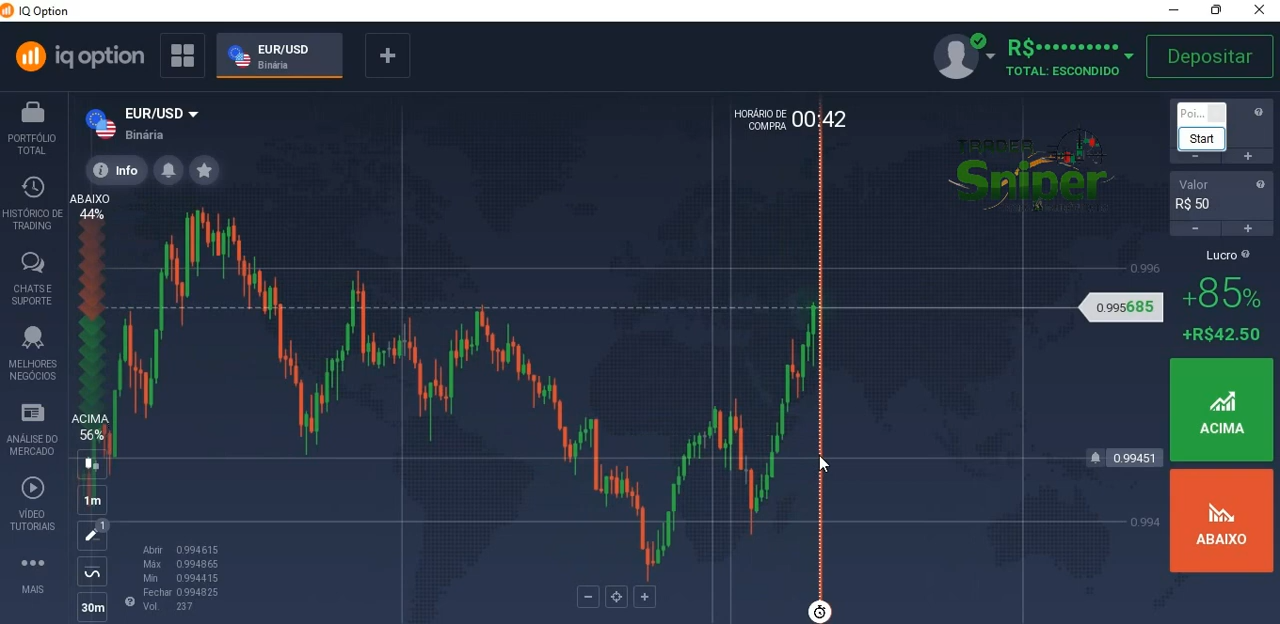 IQ Option
iq option
EUR/USD
Binária
R$
TOTAL: ESCONDIDO
Depositar
PORTFÓLIO
TOTAL
HISTÓRICO DE
TRADING
CHATS E
SUPORTE
MELHORES
NEGÓCIOS
ANÁLISE DO
MERCADO
VÍDEO
TUTORIAIS
MAIS
EUR/USD
Binária
Info
ABAIXO
44%
ACIMA
56%
1m
1
30m
Abrir 0.994615
Máx 0.994865
Mín 0.994415
Fechar 0.994825
Vol. 237
HORÁRIO DE
COMPRA 00:42
TRADER
Sniper
0.996
0.995685
0.99451
0.994
Poi...
Start
Valor
R$ 50
Lucro
+85%
+R$42.50
ACIMA
ABAIXO